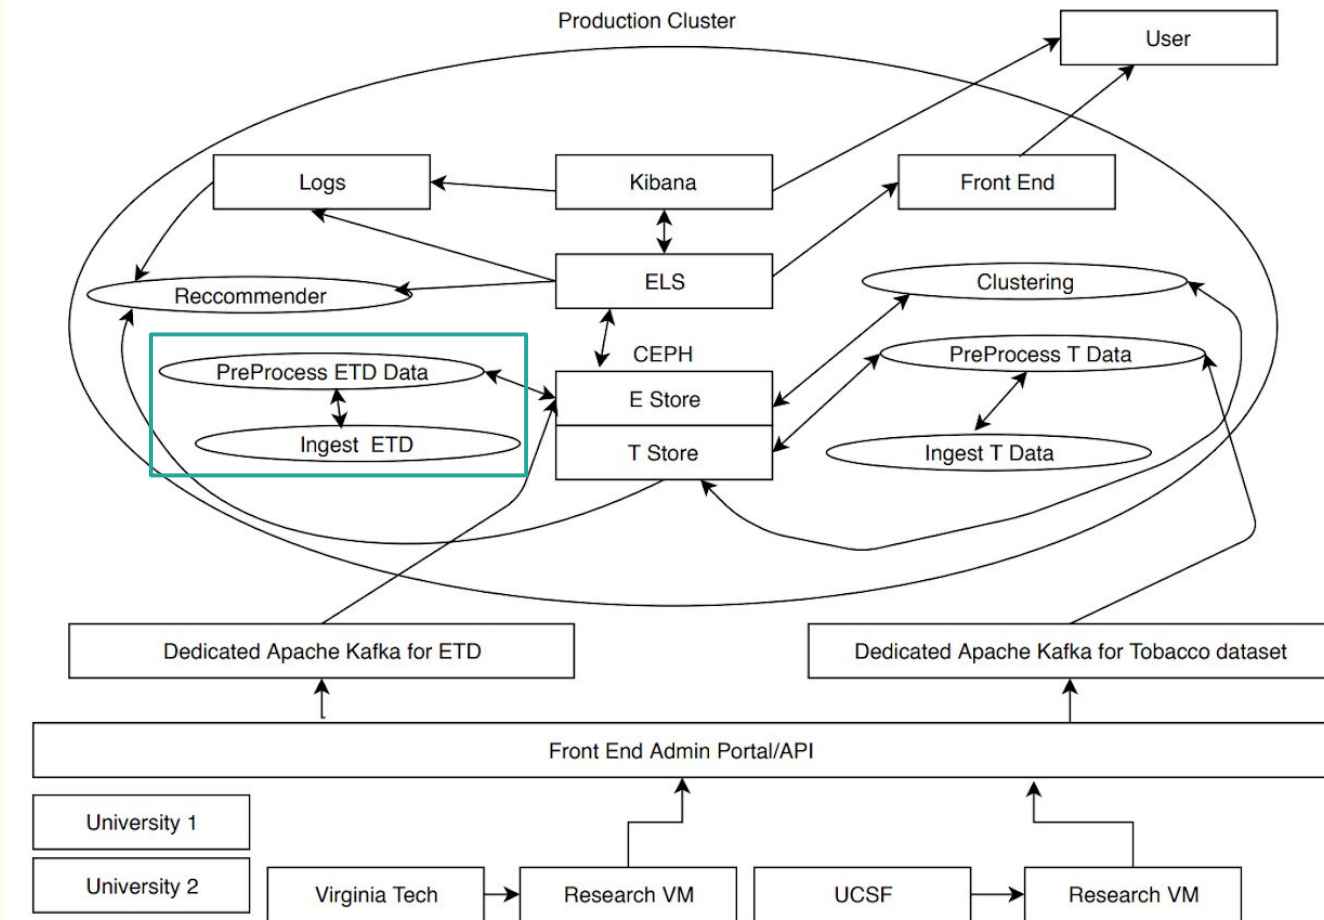 Production Cluster
User
Logs
Kibana
Front End
ELS
Clustering
Reccommender
CEPH
PreProcess T Data
PreProcess ETD Data
E Store
Ingest ETD
T Store
Ingest T Data
Dedicated Apache Kafka for ETD
Dedicated Apache Kafka for Tobacco dataset
Front End Admin Portal/API
University 1
University 2
Virginia Tech
Research VM
UCSF
Research VM